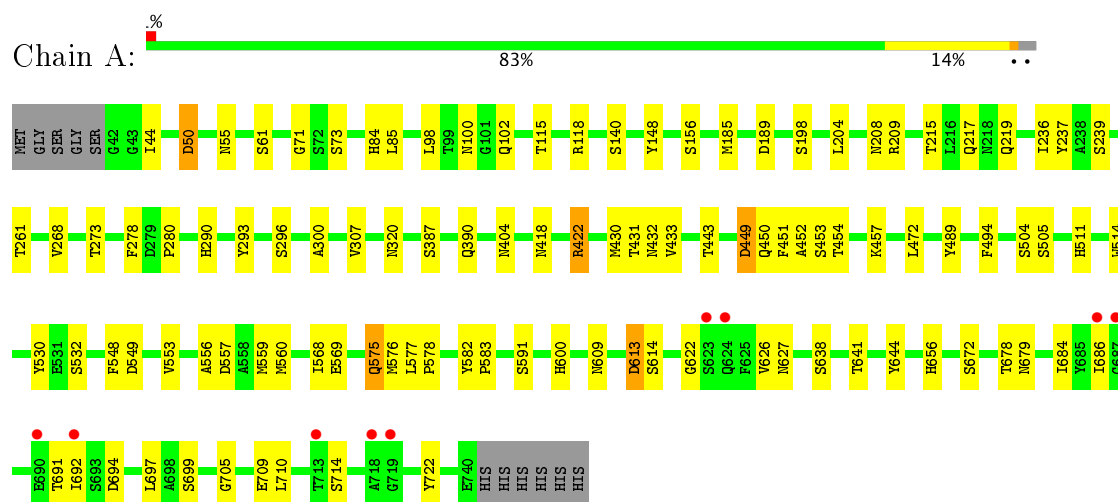 .%
Chain A:
83%
14%
• •
MET GLY SER GLY SER G42 G43 I44 D50 N55 S61 G71 S72 S73 H84 L85 L98 T99 N100 G101 Q102 T115 R118 S140 Y148 S156 M185 D189 S198 L204 N208 R209 T215 L216 Q217 N218 Q219 I236 Y237 A238 S239
T261 V268 T273 F278 D279 P280 H290 Y293 S296 A300 V307 N320 S387 Q390 N404 N418 R422 M430 T431 N432 V433 T443 D449 Q450 F451 A452 S453 T454 K457 L472 Y489 F494 S504 S505 H511 W514
Y530 E531 S532 F548 D549 V553 A556 D557 A558 M559 M560 I568 E569 Q575 M576 L577 P578 Y582 P583 S591 H600 N609 D613 S614 G622 S623 Q624 F625 V626 N627 S638 T641 Y644 H656 S672 T678 N679 I684 Y685 I686
E690 T691 I692 S693 D694 L697 A698 S699 G705 E709 L710 T713 S714 A718 G719 Y722 E740 HIS HIS HIS HIS HIS